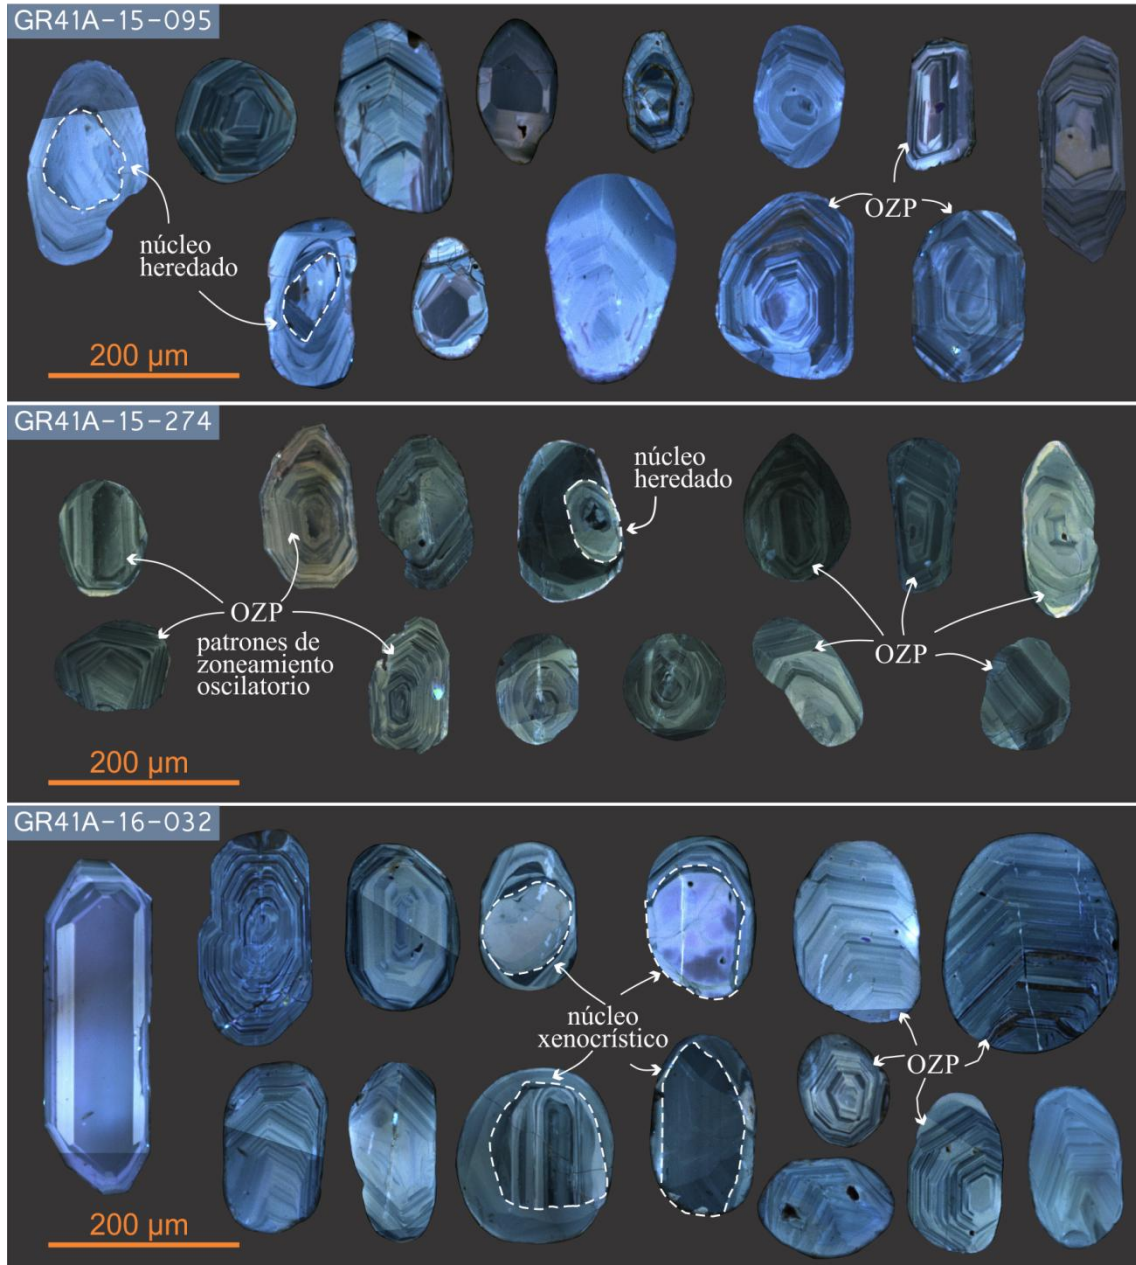 GR41A-15-095
núcleo
heredado
OZP
200 µm
GR41A-15-274
núcleo
heredado
OZP
patrones de
zoneamiento
oscilatorio
OZP
200 µm
GR41A-16-032
núcleo
xenocrístico
OZP
200 µm